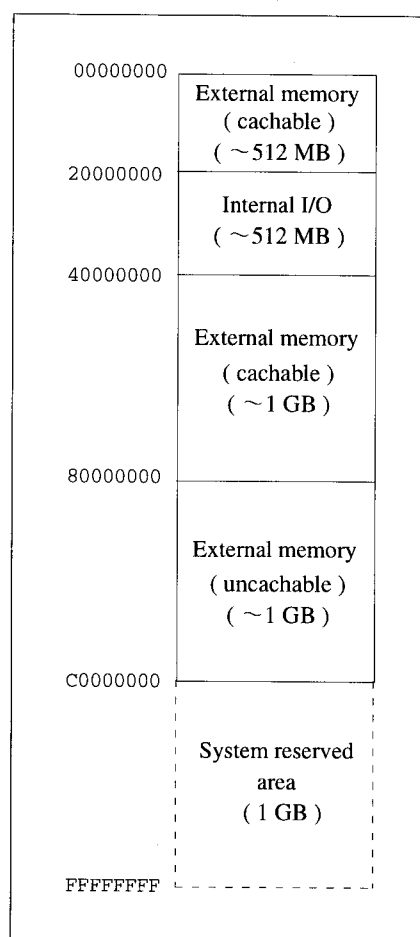 00000000
External memory
( cachable )
( ~512 MB )
20000000
Internal I/O
( ~512 MB )
40000000
External memory
( cachable )
( ~1 GB )
80000000
External memory
( uncachable )
( ~1 GB )
C0000000
System reserved
area
( 1 GB )
FFFFFFFF